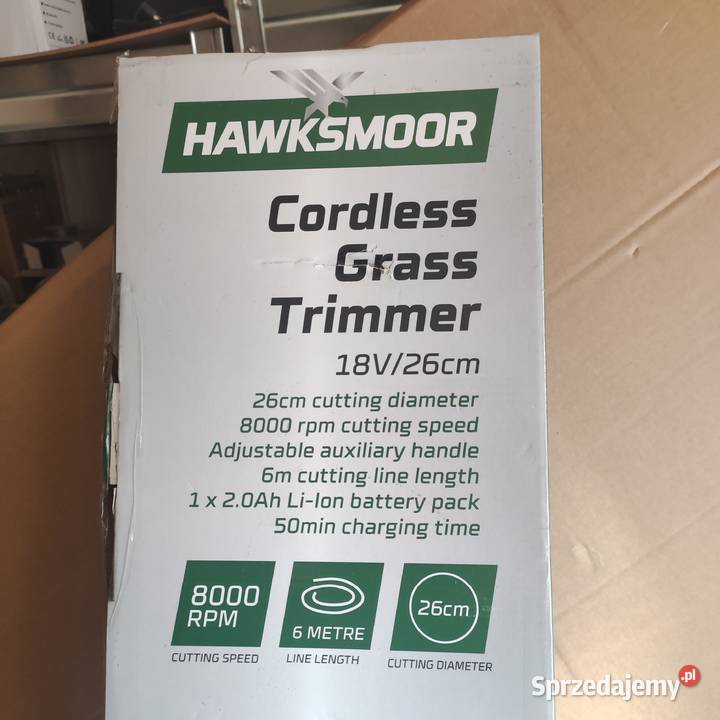 HAWKSMOOR
Cordless
Grass
Trimmer
18V/26cm
26cm cutting diameter
8000 rpm cutting speed
Adjustable auxiliary handle
6m cutting line length
1 x 2.0Ah Li-Ion battery pack
50min charging time
8000
RPM
CUTTING SPEED
6 METRE
LINE LENGTH
26cm
CUTTING DIAMETER
Sprzedajemy.pl